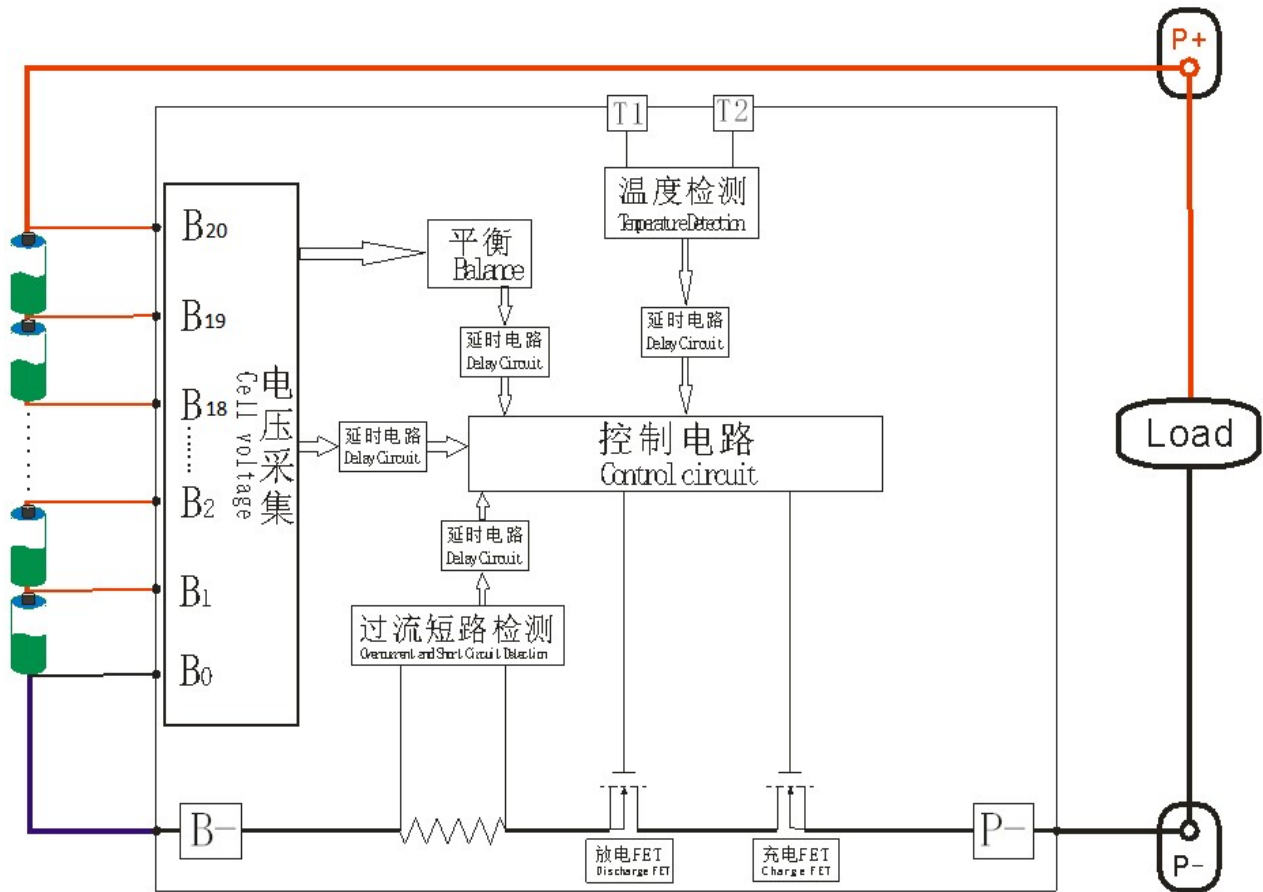 P+
T1
T2
温度检测
Temperature Detection
B20
平衡
Balance
B19
延时电路
Delay Circuit
延时电路
Delay Circuit
电压采集
Cell voltage
B18
延时电路
Delay Circuit
控制电路
Control circuit
Load
B2
延时电路
Delay Circuit
B1
过流短路检测
Overcurrent and Short Circuit Detection
B0
B-
P-
放电FET
Discharge FET
充电FET
Charge FET
P-